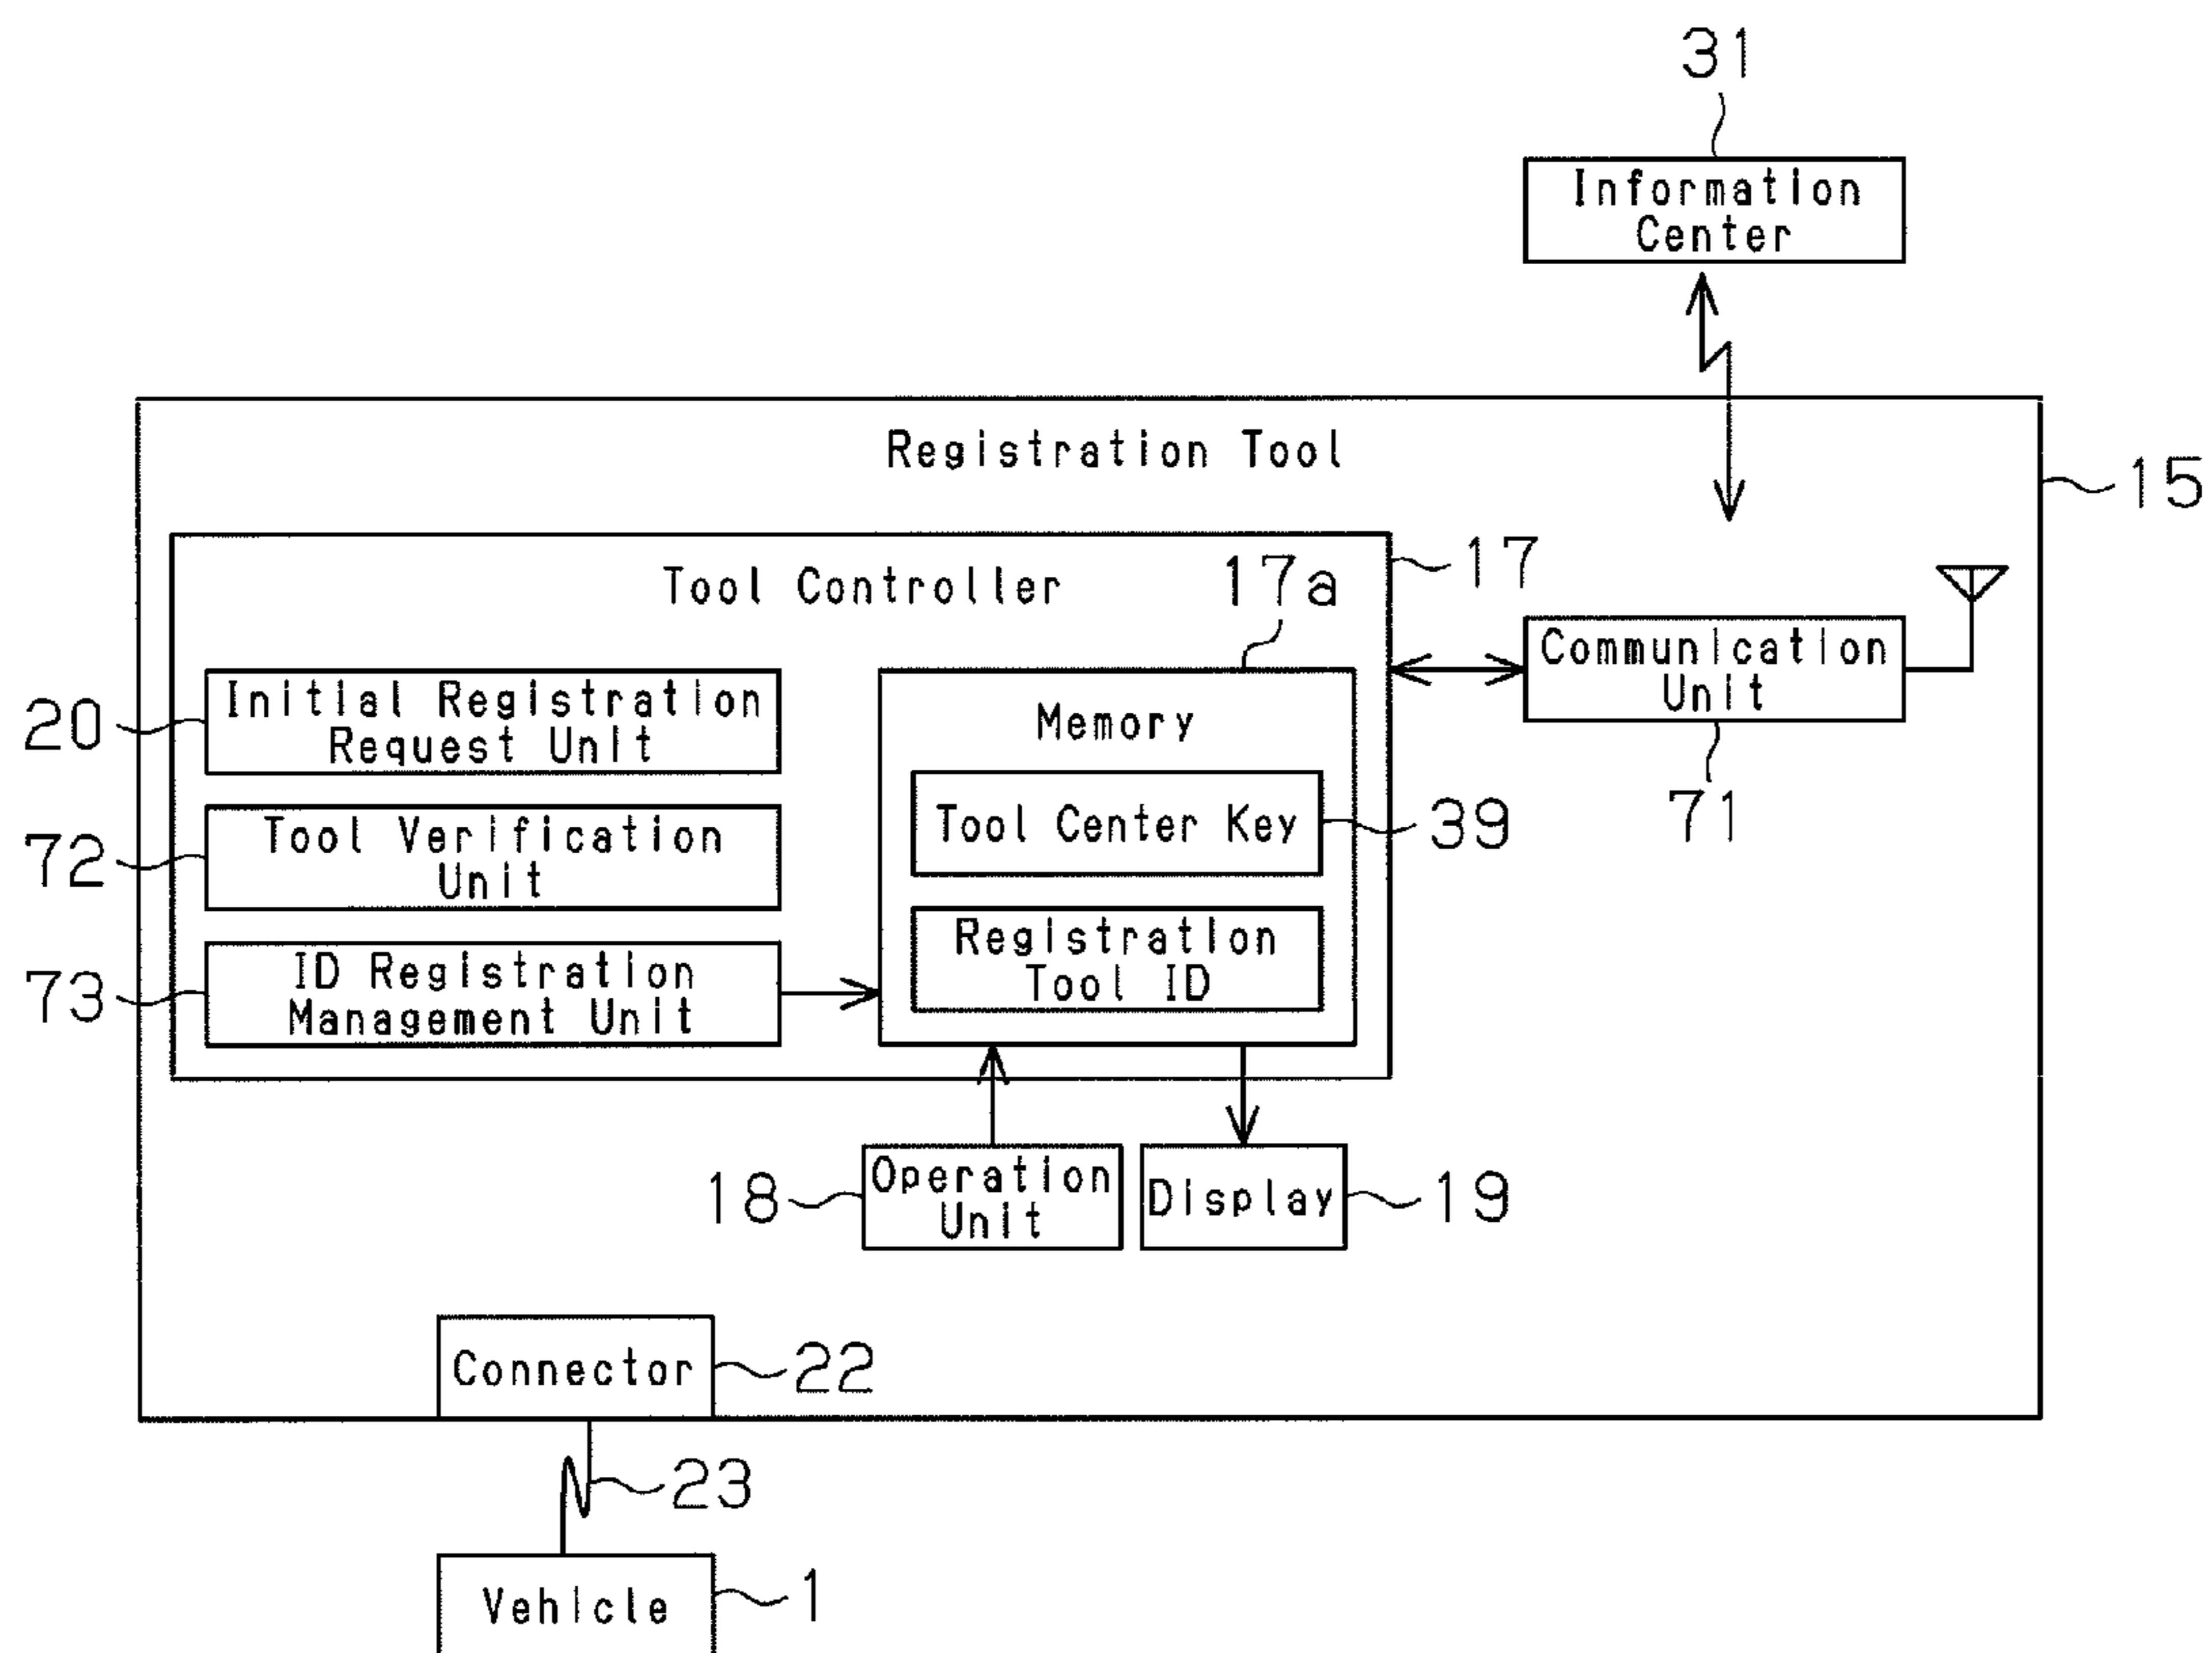 31
Information
Center
Registration Tool
15
Tool Controller
17a
17
Initial Registration
Request Unit
20
Memory
Communication
Unit
71
Tool Center Key
39
Tool Verification
Unit
72
Registration
Tool ID
ID Registration
Management Unit
73
18
Operation
Unit
Display
19
Connector
22
23
Vehicle
1